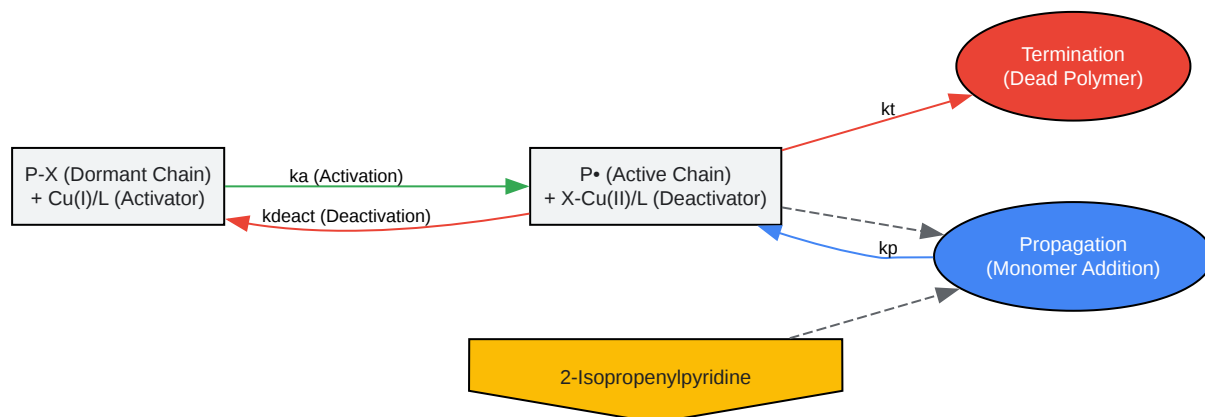 Termination
(Dead Polymer)
kt
P-X (Dormant Chain)
+ Cu(I)/L (Activator)
ka (Activation)
kdeact (Deactivation)
P• (Active Chain)
+ X-Cu(II)/L (Deactivator)
kp
Propagation
(Monomer Addition)
2-Isopropenylpyridine